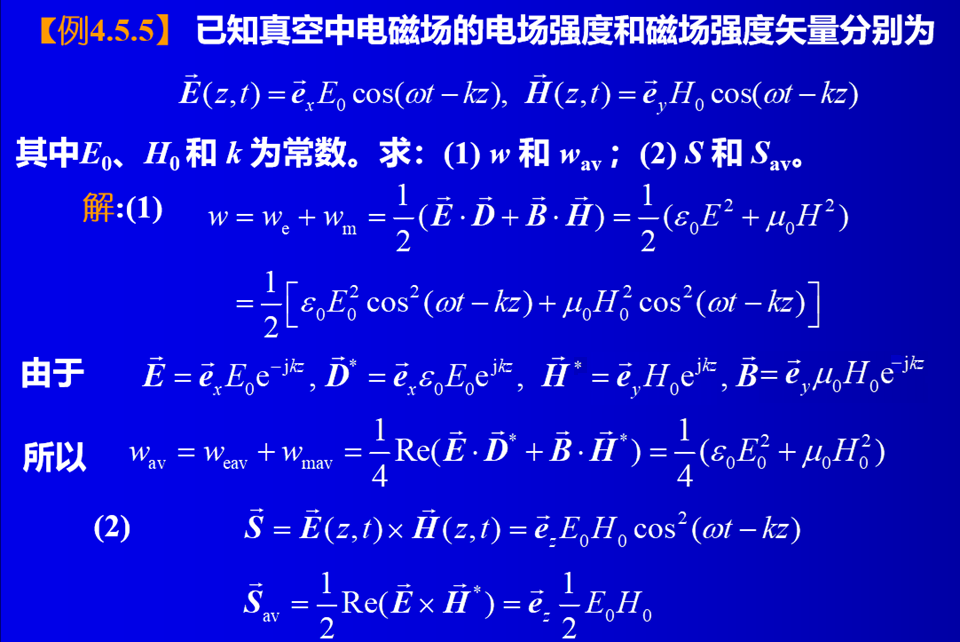 【例4.5.5】 已知真空中电磁场的电场强度和磁场强度矢量分别为
$\vec{E}(z,t)=\vec{e}_x E_0\cos(\omega t-kz),\ \vec{H}(z,t)=\vec{e}_y H_0\cos(\omega t-kz)$
其中E₀、H₀ 和 k 为常数。求：(1) w 和 w_av；(2) S 和 S_av。
解:(1) $w=w_{\mathrm{e}}+w_{\mathrm{m}}=\frac{1}{2}(\vec{E}\cdot\vec{D}+\vec{B}\cdot\vec{H})=\frac{1}{2}(\varepsilon_0E^2+\mu_0H^2)$
$=\frac{1}{2}\left[\varepsilon_0E_0^2\cos^2(\omega t-kz)+\mu_0H_0^2\cos^2(\omega t-kz)\right]$
由于 $\vec{E}=\vec{e}_xE_0\mathrm{e}^{-\mathrm{j}kz},\ \vec{D}^*=\vec{e}_x\varepsilon_0E_0\mathrm{e}^{\mathrm{j}kz},\ \vec{H}^*=\vec{e}_yH_0\mathrm{e}^{\mathrm{j}kz},\ \vec{B}=\vec{e}_y\mu_0H_0\mathrm{e}^{-\mathrm{j}kz}$
所以 $w_{\mathrm{av}}=w_{\mathrm{eav}}+w_{\mathrm{mav}}=\frac{1}{4}\mathrm{Re}(\vec{E}\cdot\vec{D}^*+\vec{B}\cdot\vec{H}^*)=\frac{1}{4}(\varepsilon_0E_0^2+\mu_0H_0^2)$
(2) $\vec{S}=\vec{E}(z,t)\times\vec{H}(z,t)=\vec{e}_zE_0H_0\cos^2(\omega t-kz)$
$\vec{S}_{\mathrm{av}}=\frac{1}{2}\mathrm{Re}(\vec{E}\times\vec{H}^*)=\vec{e}_z\frac{1}{2}E_0H_0$